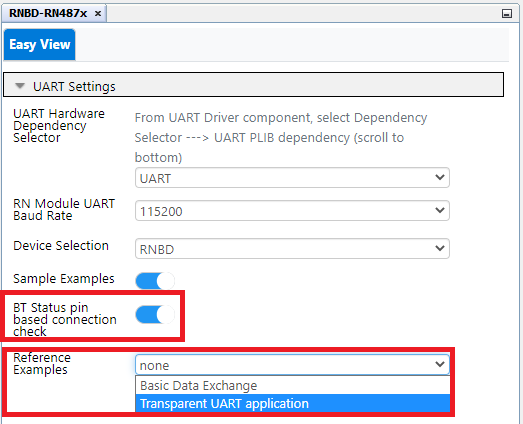 RNBD-RN487x ×
Easy View
UART Settings
UART Hardware
Dependency
Selector
From UART Driver component, select Dependency
Selector ---> UART PLIB dependency (scroll to
bottom)
UART
RN Module UART
Baud Rate
115200
Device Selection
RNBD
Sample Examples
BT Status pin
based connection
check
Reference
Examples
none
Basic Data Exchange
Transparent UART application